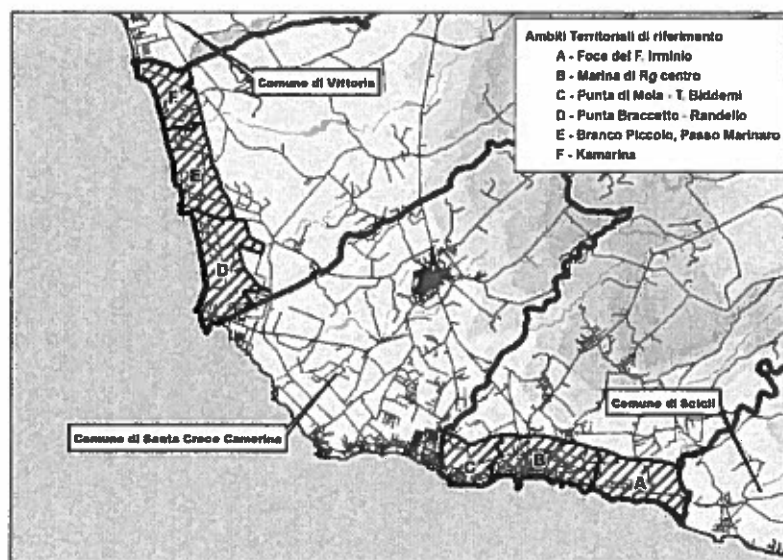 Ambiti Territoriali di riferimento
A - Foce del F. Irminio
B - Marina di Rg centro
C - Punta di Mola - T. Biddemi
D - Punta Braccetto - Randello
E - Branco Piccolo, Passo Marinaro
F - Kamarina
Comune di Vittoria
F
E
D
Comune di Scicli
Comune di Santa Croce Camerina
C
B
A